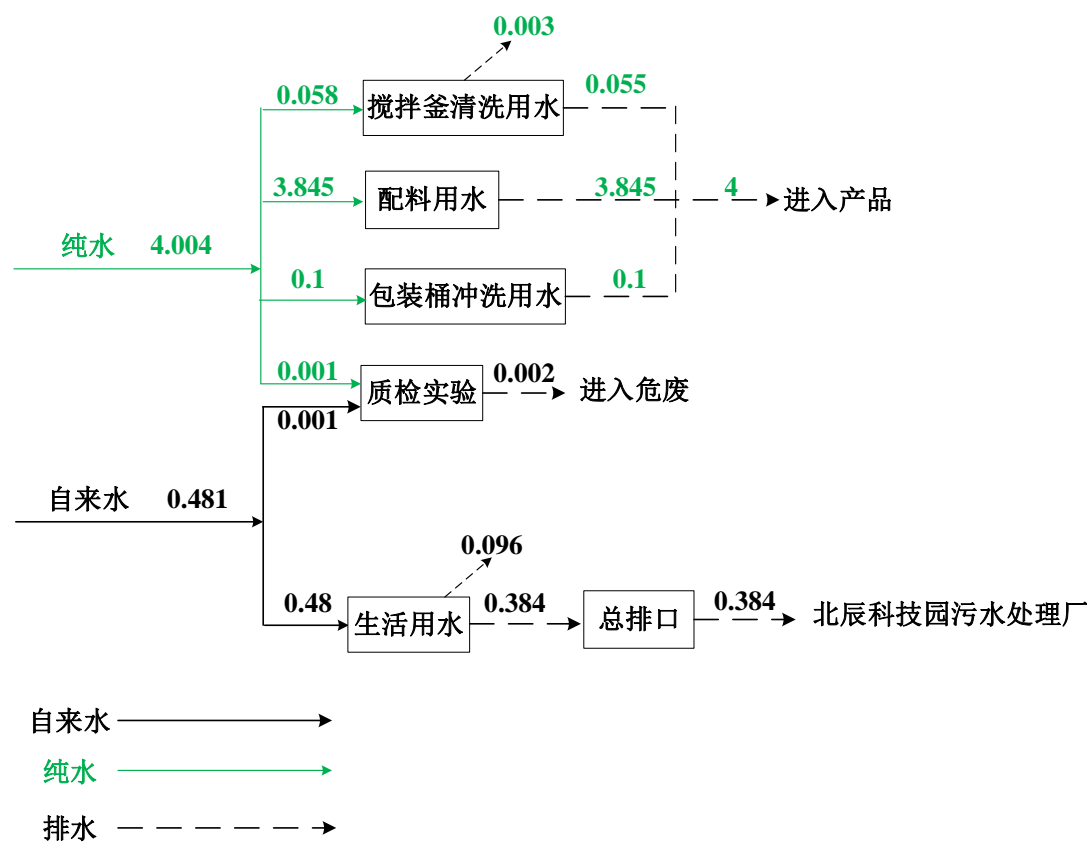 0.003
0.058
搅拌釜清洗用水
0.055
3.845
配料用水
3.845
4
进入产品
纯水
4.004
0.1
包装桶冲洗用水
0.1
0.001
质检实验
0.002
进入危废
0.001
自来水
0.481
0.096
0.48
生活用水
0.384
总排口
0.384
北辰科技园污水处理厂
自来水
纯水
排水